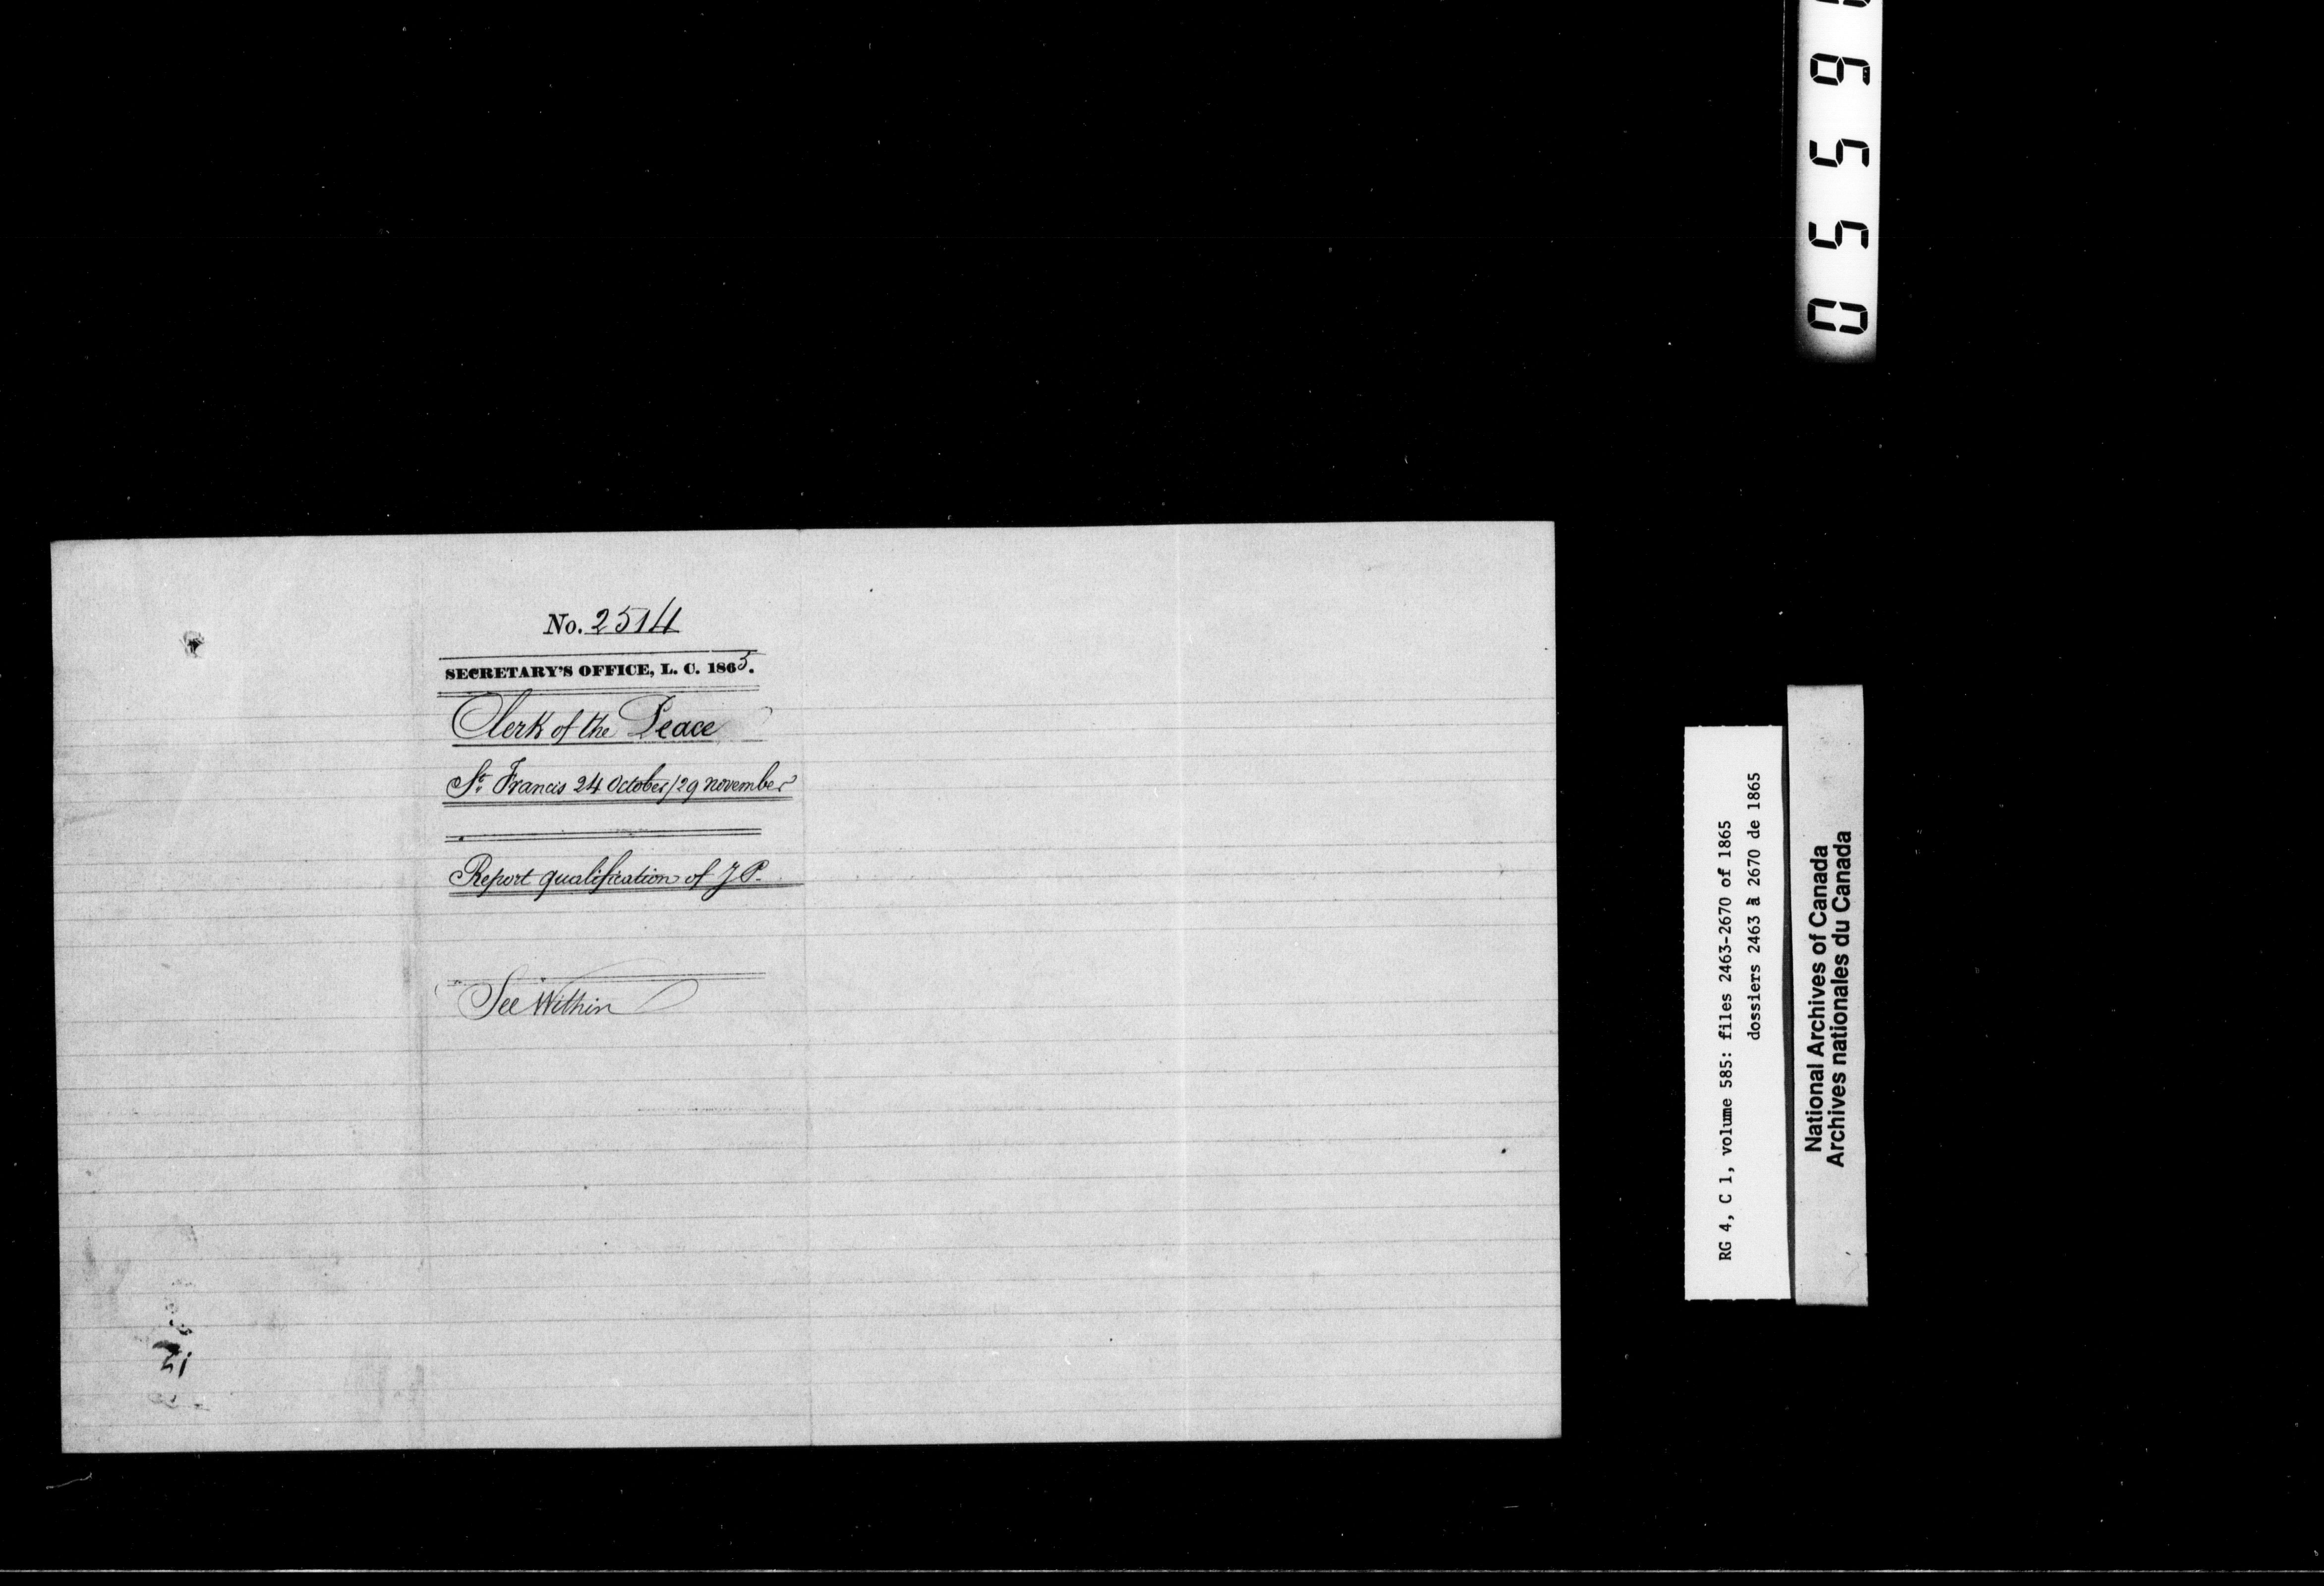 No. 2514
SECRETARY'S OFFICE, L. C. 1865.
Clerk of the Peace
St. Francis 24 October/29 november
Report qualification of J P.
See Within
RG 4, C 1, volume 585: files 2463-2670 of 1865
dossiers 2463 à 2670 de 1865
National Archives of Canada
Archives nationales du Canada
0556